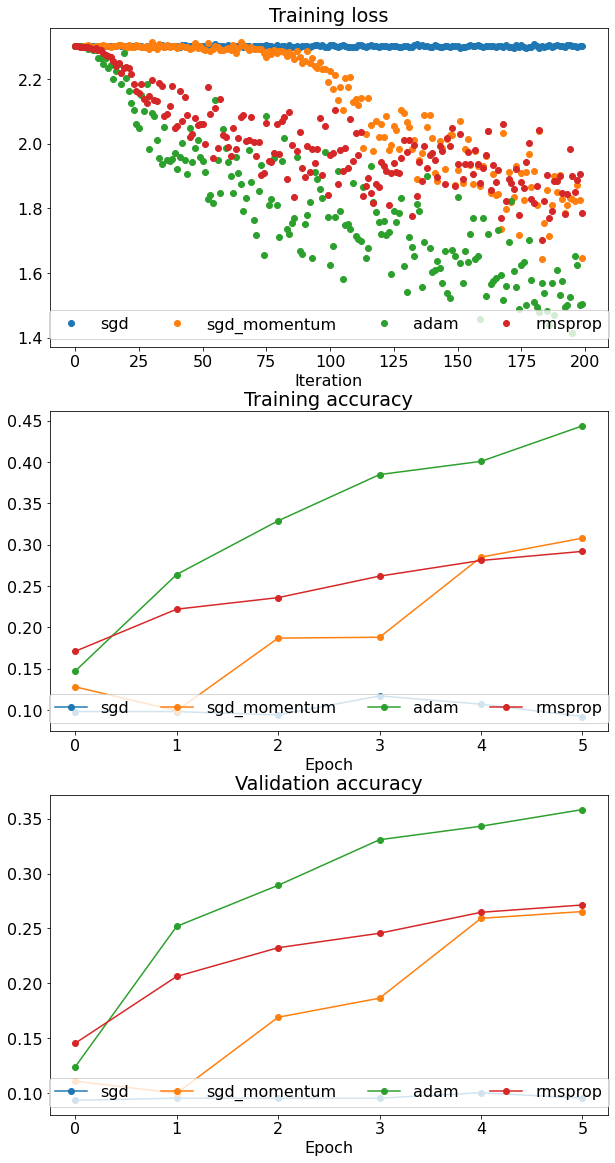 Training loss
2.2
2.0
1.8
1.6
1.4
sgd sgd_momentum adam rmsprop
0 25 50 75 100 125 150 175 200
Iteration
Training accuracy
0.45
0.40
0.35
0.30
0.25
0.20
0.15
0.10
sgd sgd_momentum adam rmsprop
0 1 2 3 4 5
Epoch
Validation accuracy
0.35
0.30
0.25
0.20
0.15
0.10
sgd sgd_momentum adam rmsprop
0 1 2 3 4 5
Epoch